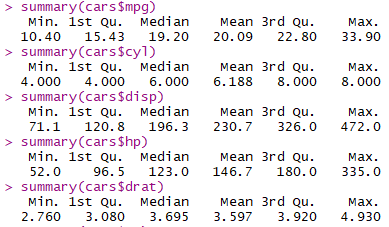 > summary(cars$mpg)
Min. 1st Qu. Median Mean 3rd Qu. Max.
10.40 15.43 19.20 20.09 22.80 33.90
> summary(cars$cyl)
Min. 1st Qu. Median Mean 3rd Qu. Max.
4.000 4.000 6.000 6.188 8.000 8.000
> summary(cars$disp)
Min. 1st Qu. Median Mean 3rd Qu. Max.
71.1 120.8 196.3 230.7 326.0 472.0
> summary(cars$hp)
Min. 1st Qu. Median Mean 3rd Qu. Max.
52.0 96.5 123.0 146.7 180.0 335.0
> summary(cars$drat)
Min. 1st Qu. Median Mean 3rd Qu. Max.
2.760 3.080 3.695 3.597 3.920 4.930